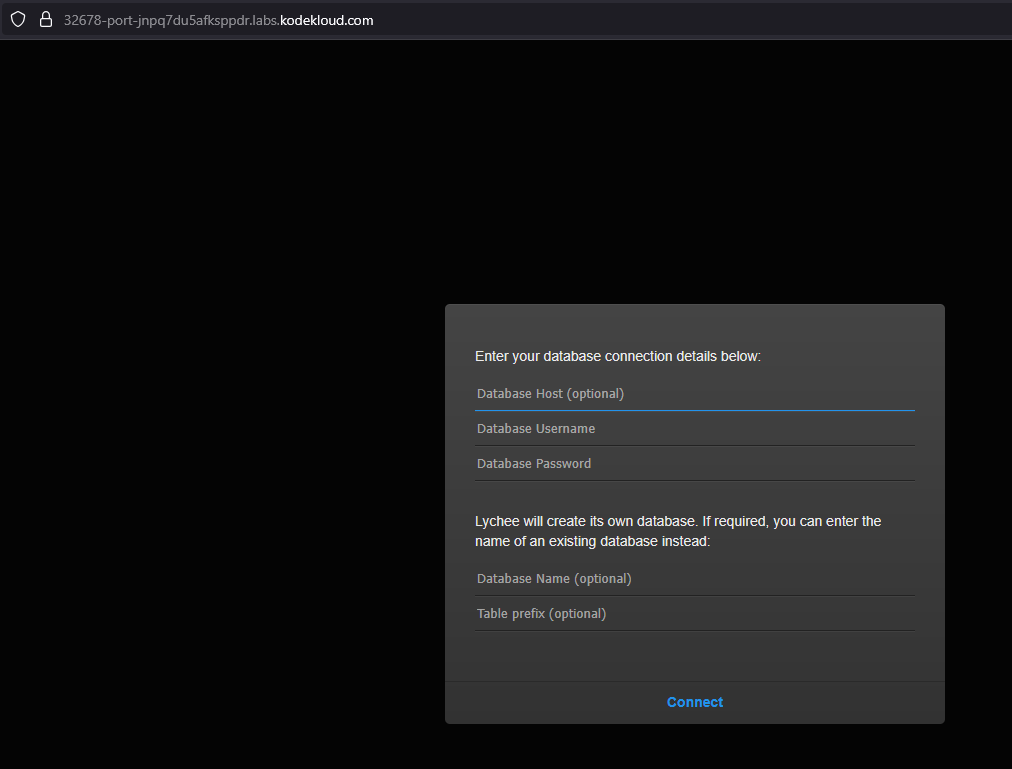 32678-port-jnpq7du5afksppdr.labs.kodekloud.com
Enter your database connection details below:
Database Host (optional)
Database Username
Database Password
Lychee will create its own database. If required, you can enter the
name of an existing database instead:
Database Name (optional)
Table prefix (optional)
Connect